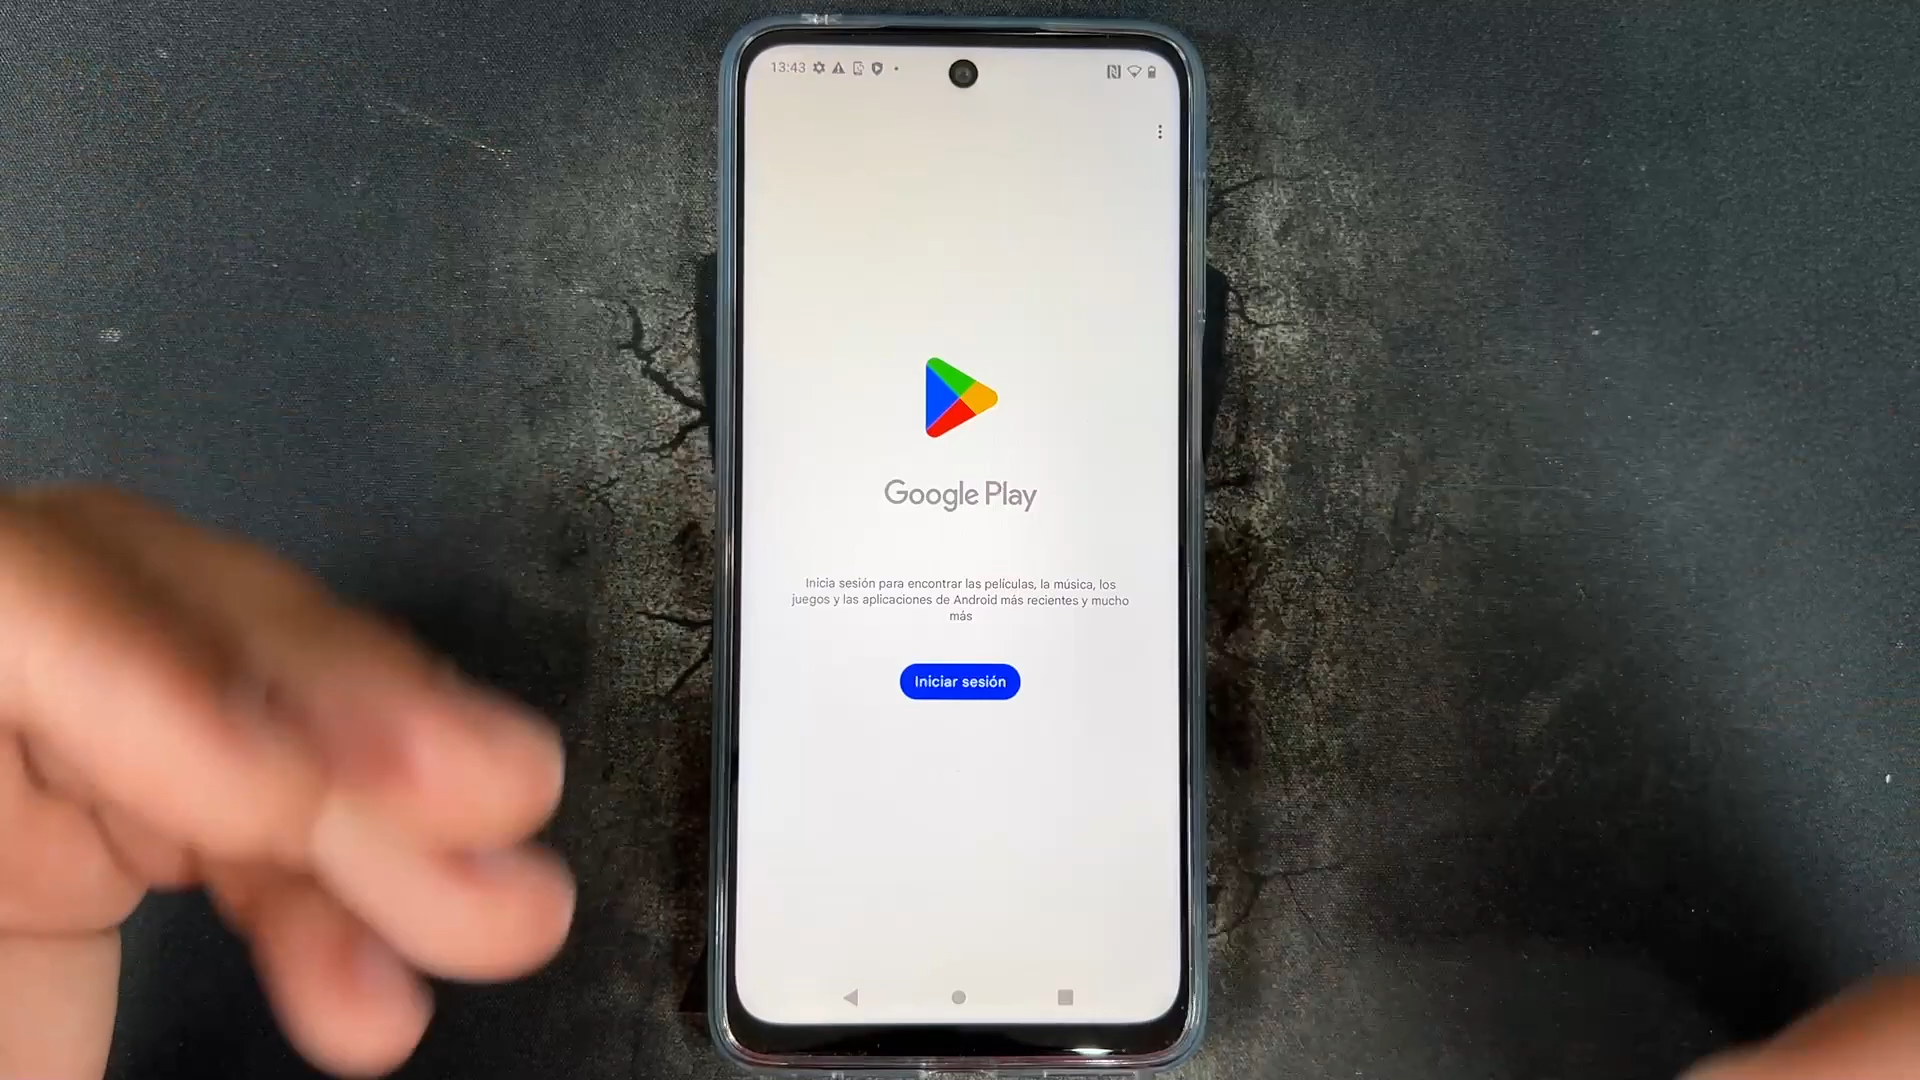 13:43
Google Play
Inicia sesión para encontrar las películas, la música, los
juegos y las aplicaciones de Android más recientes y mucho
más
Iniciar sesión